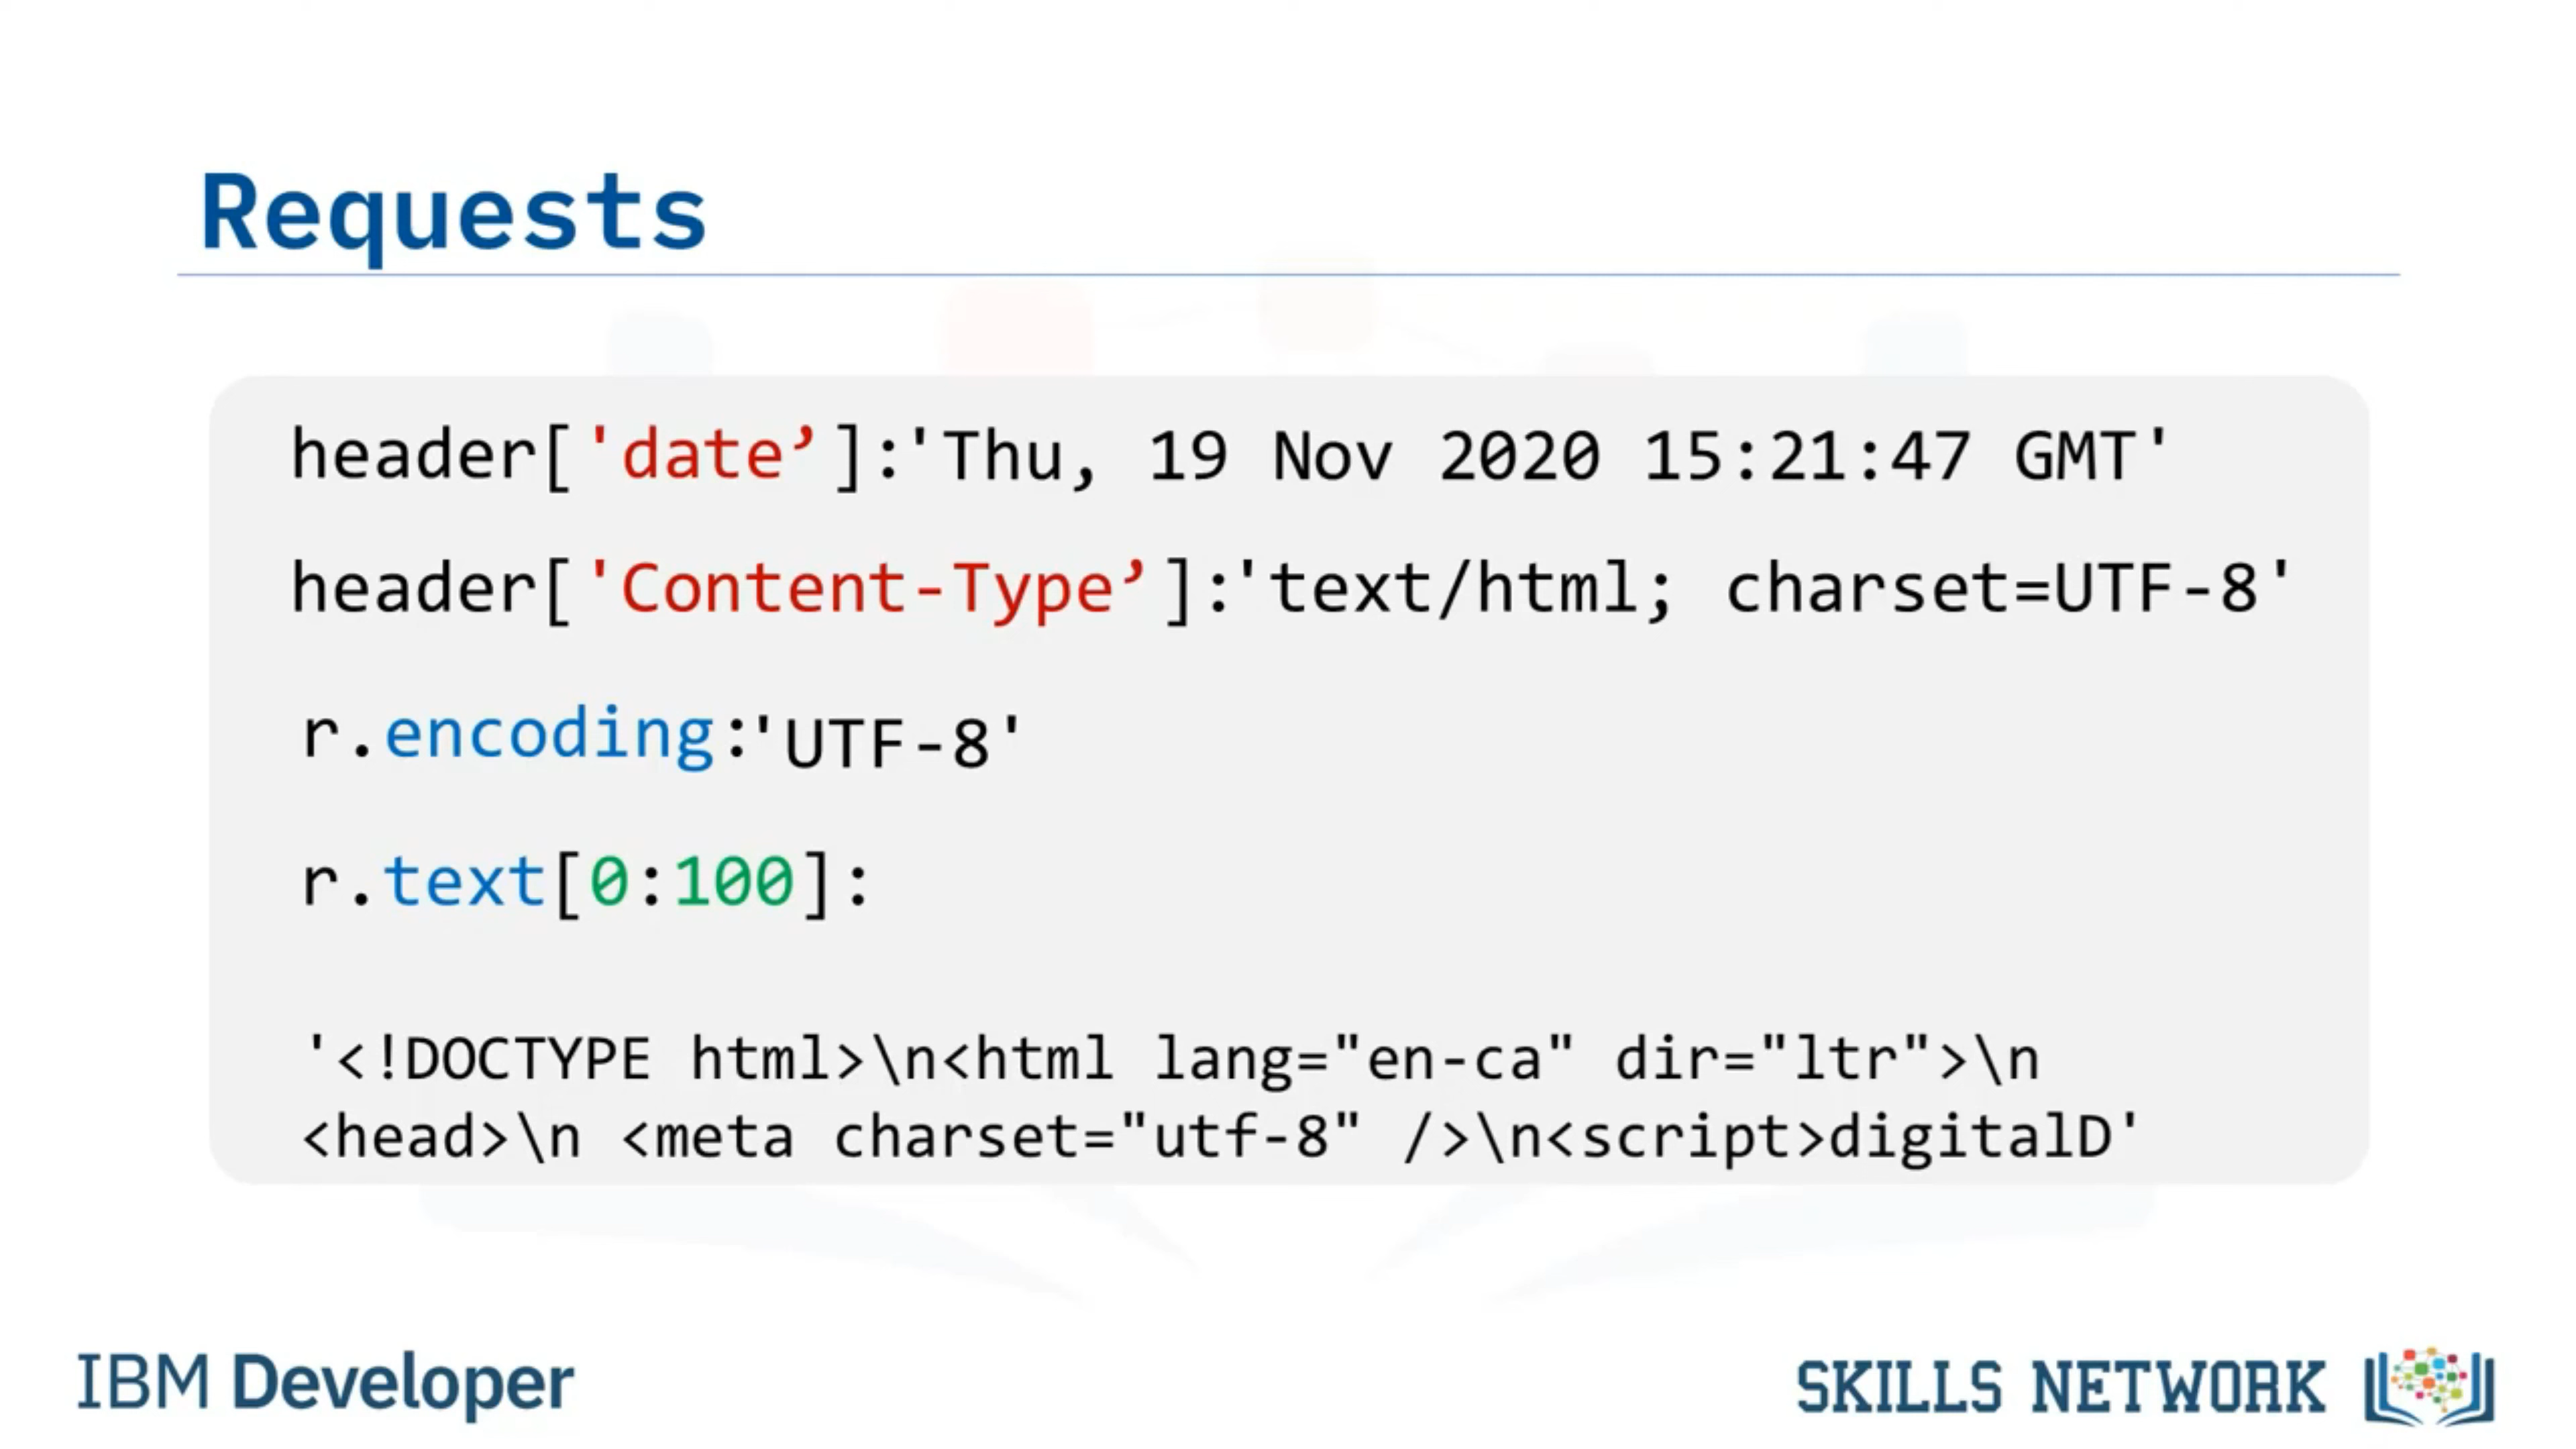 Requests
header['date’]:'Thu, 19 Nov 2020 15:21:47 GMT'
header['Content-Type’]:'text/html; charset=UTF-8'
r.encoding:'UTF-8'
r.text[0:100]:
'<!DOCTYPE html>\n<html lang="en-ca" dir="ltr">\n
<head>\n <meta charset="utf-8" />\n<script>digitalD'
IBM Developer
SKILLS NETWORK